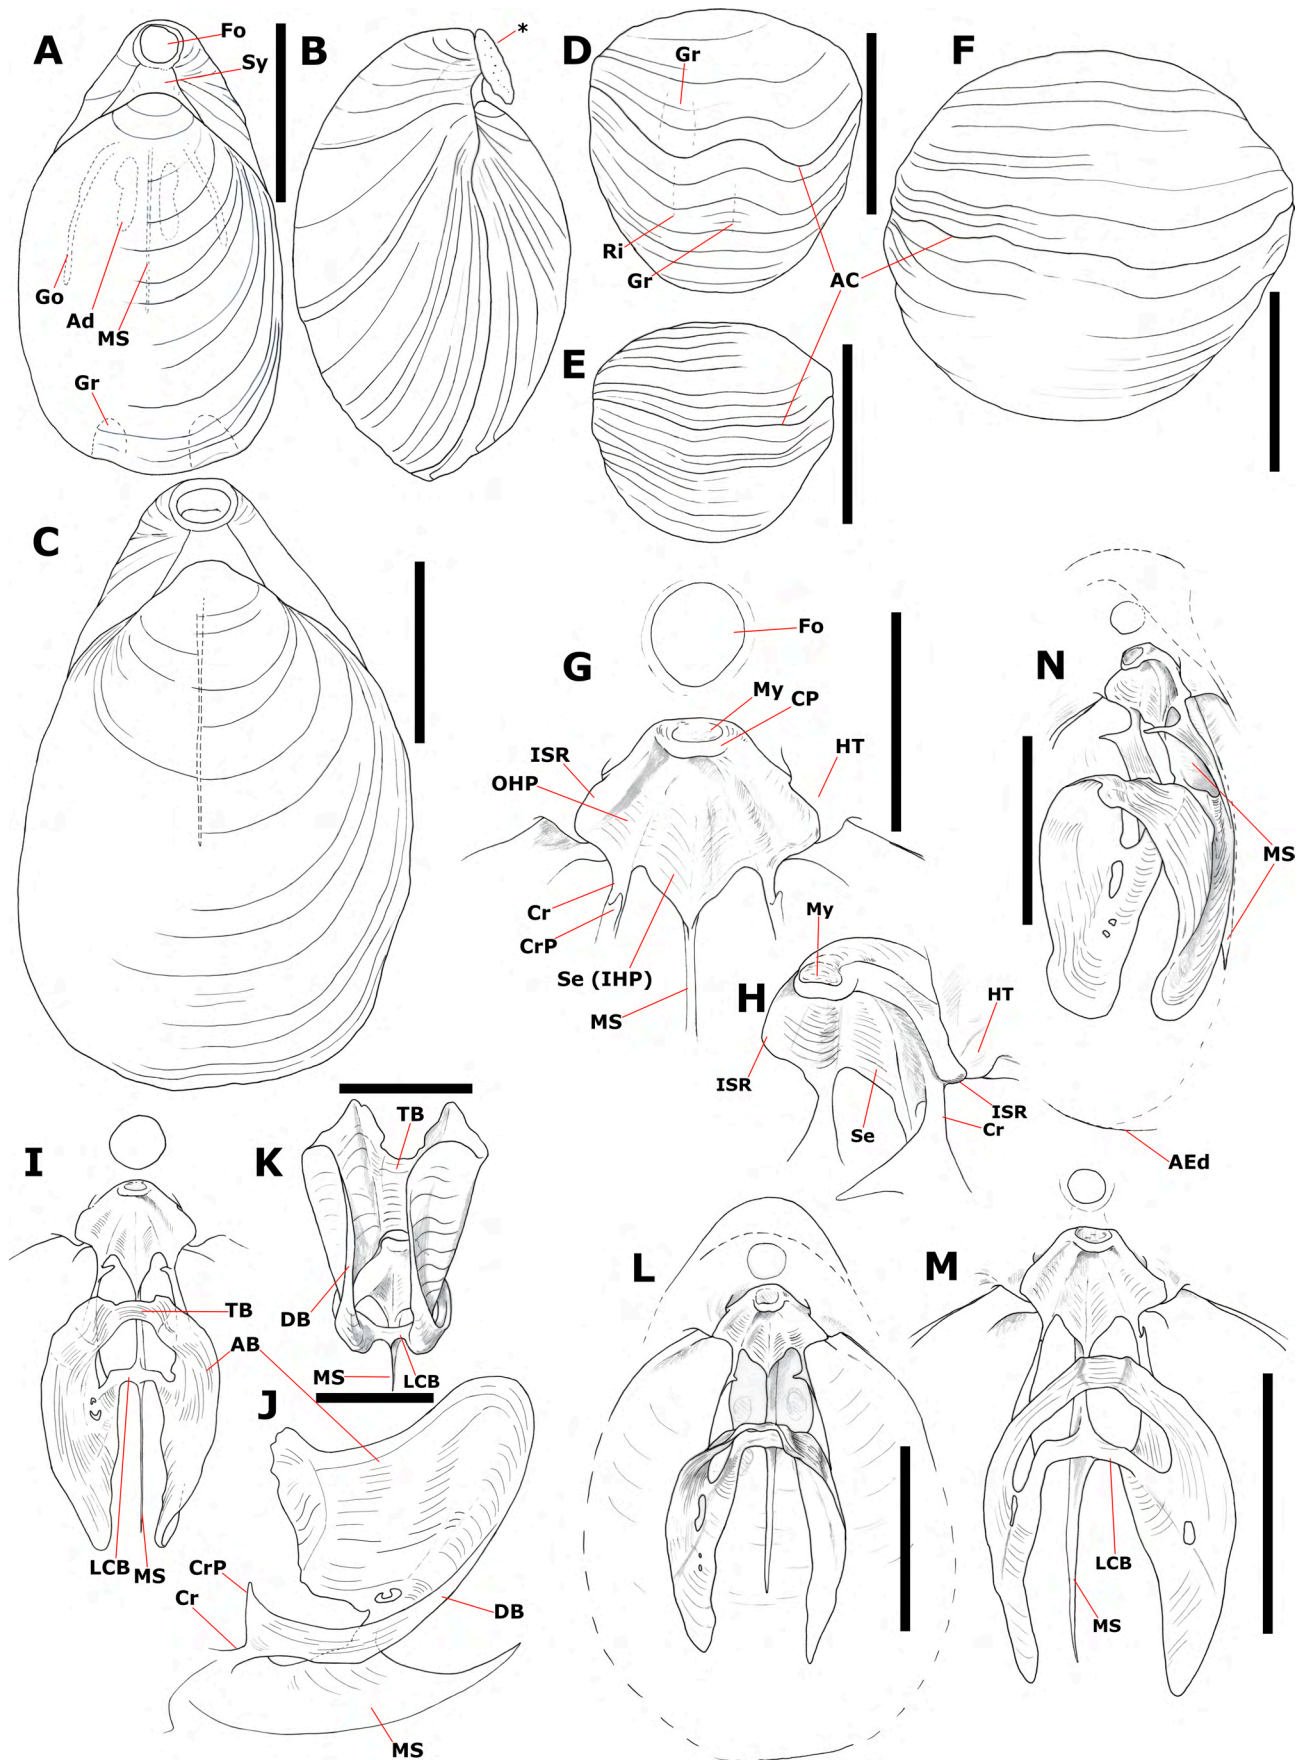 A
Fo
Sy
Go
Ad
MS
Gr
B
*
D
Gr
Ri
Gr
AC
E
F
C
G
Fo
My
CP
ISR
OHP
HT
Cr
CrP
Se (IHP)
MS
N
MS
AEd
H
My
HT
ISR
Se
ISR
Cr
I
TB
AB
LCB
MS
K
TB
DB
MS
LCB
J
CrP
Cr
DB
MS
L
M
LCB
MS